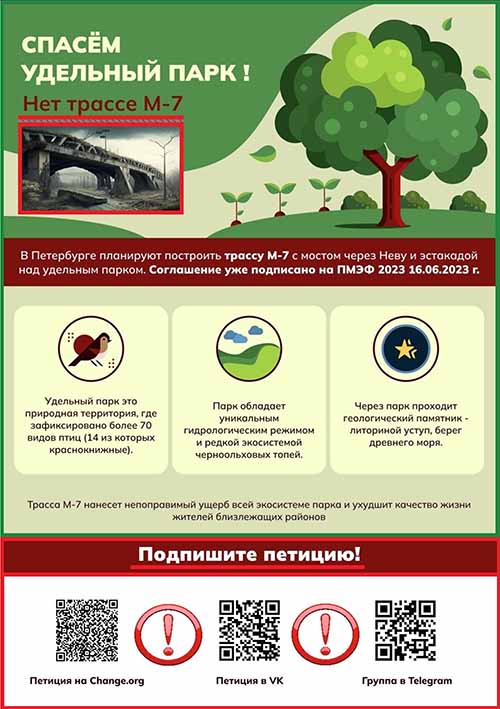 СПАСЁМ
УДЕЛЬНЫЙ ПАРК !
Нет трассе М-7
В Петербурге планируют построить трассу М-7 с мостом через Неву и эстакадой
над удельным парком. Соглашение уже подписано на ПМЭФ 2023 16.06.2023 г.
Удельный парк это
природная территория, где
зафиксировано более 70
видов птиц (14 из которых
краснокнижные).
Парк обладает
уникальным
гидрологическим режимом
и редкой экосистемой
черноольховых топей.
Через парк проходит
геологический памятник -
литориной уступ, берег
древнего моря.
Трасса М-7 нанесет непоправимый ущерб всей экосистеме парка и ухудшит качество жизни
жителей близлежащих районов
Подпишите петицию!
Петиция на Change.org
Петиция в VK
Группа в Telegram